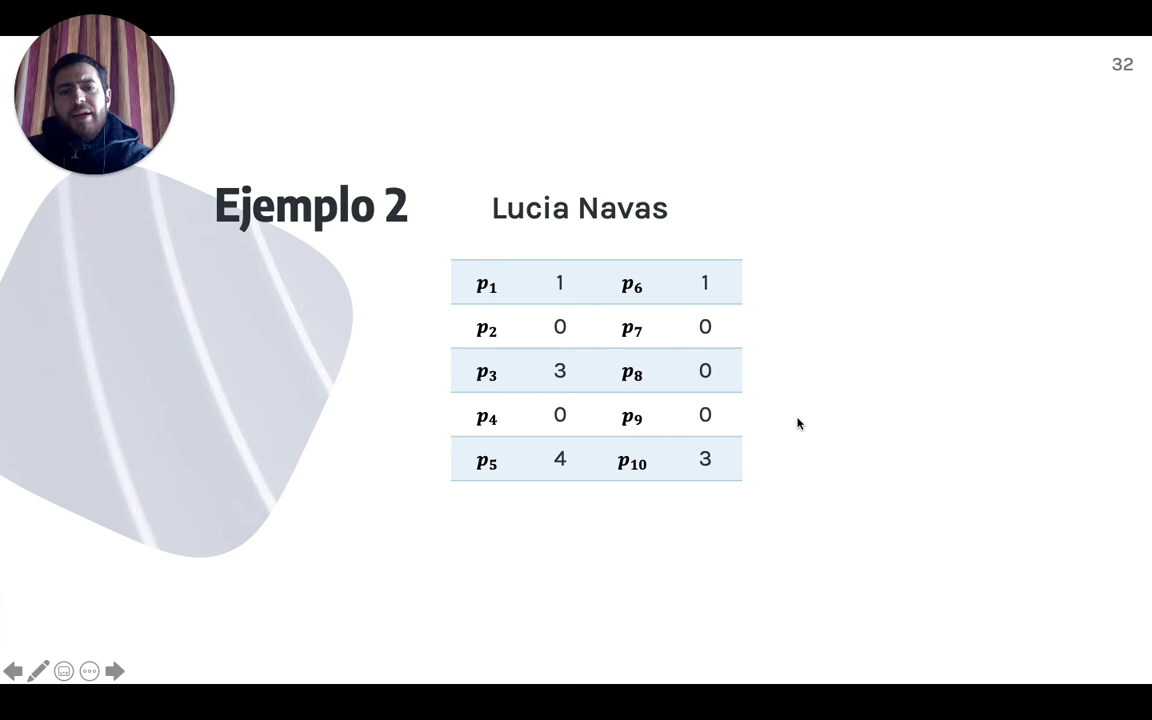 32
Ejemplo 2
Lucia Navas
p1 1 p6 1
p2 0 p7 0
p3 3 p8 0
p4 0 p9 0
p5 4 p10 3